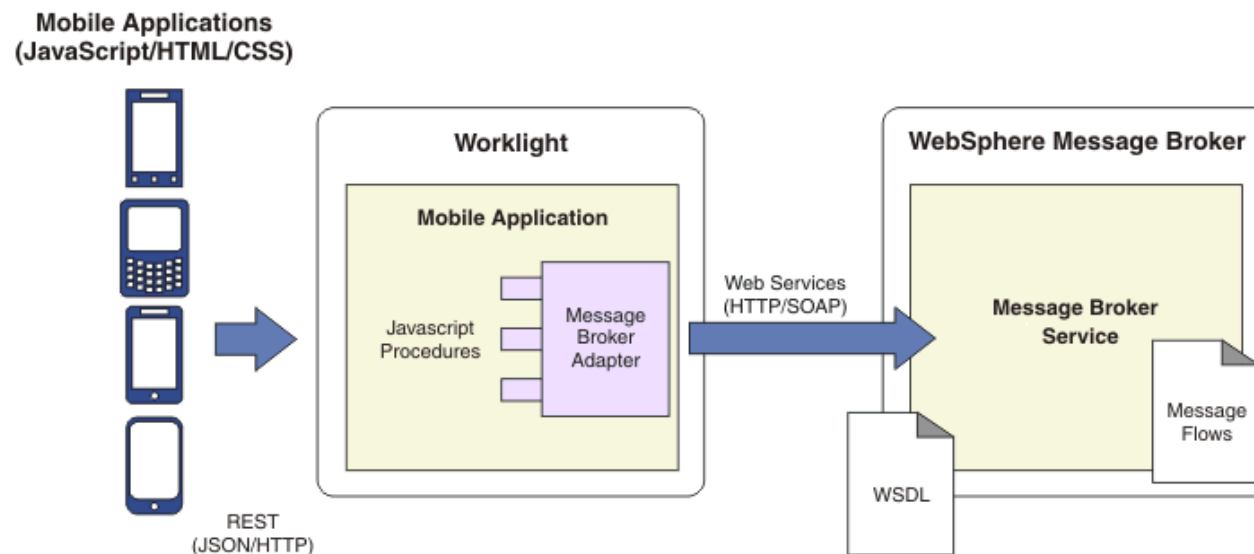 Mobile Applications
(JavaScript/HTML/CSS)
Worklight
Mobile Application
Javascript
Procedures
Message
Broker
Adapter
REST
(JSON/HTTP)
Web Services
(HTTP/SOAP)
WebSphere Message Broker
Message Broker
Service
Message
Flows
WSDL